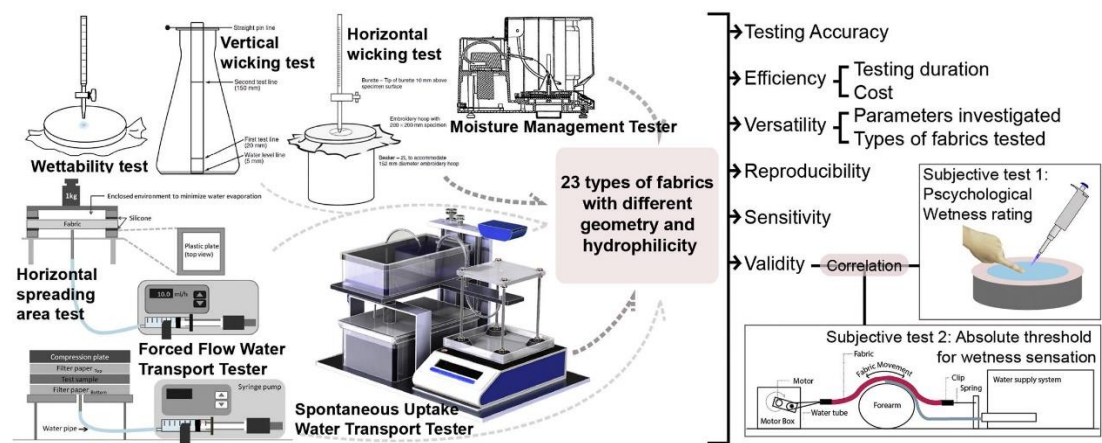 Straight pin line
Vertical
wicking test
Second test line
(150 mm)
First test line
(20 mm)
Water level line
(5 mm)
Wettability test
Horizontal
wicking test
Burette – Tip of burette 10 mm above
specimen surface
Embroidery hoop with
200 × 200 mm specimen
Beaker – 2L to accommodate
152 mm diameter embroidery hoop
Moisture Management Tester
1kg
Enclosed environment to minimize water evaporation
Silicone
Fabric
Plastic plate
(top view)
Horizontal
spreading
area test
10.0 ml/h
Forced Flow Water
Transport Tester
Compression plate
Filter paper Top
Test sample
Filter paper Bottom
Syringe pump
Water pipe
Spontaneous Uptake
Water Transport Tester
23 types of fabrics
with different
geometry and
hydrophilicity
Testing Accuracy
Efficiency
Testing duration
Cost
Versatility
Parameters investigated
Types of fabrics tested
Reproducibility
Sensitivity
Validity
Correlation
Subjective test 1:
Pscychological
Wetness rating
Subjective test 2: Absolute threshold
for wetness sensation
Fabric
Fabric Movement
Motor
Clip
Spring
Water supply system
Water tube
Motor Box
Forearm